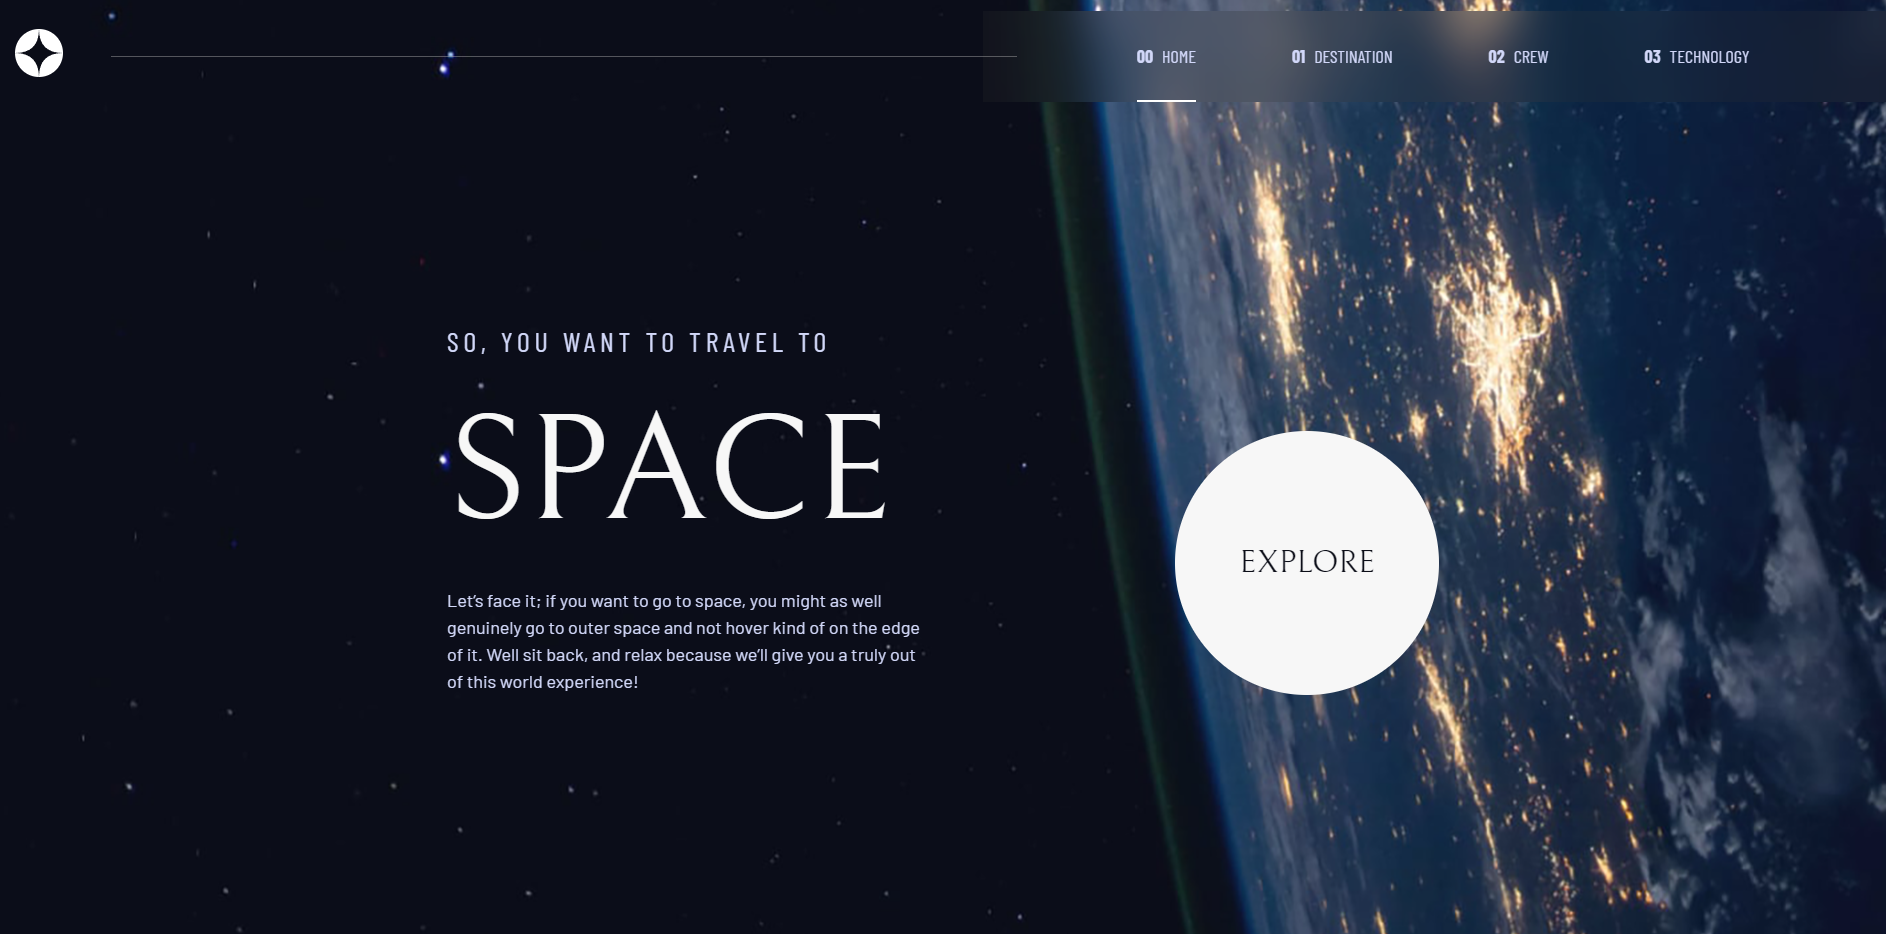 00 HOME 01 DESTINATION 02 CREW 03 TECHNOLOGY
SO, YOU WANT TO TRAVEL TO
SPACE
Let’s face it; if you want to go to space, you might as well
genuinely go to outer space and not hover kind of on the edge
of it. Well sit back, and relax because we’ll give you a truly out
of this world experience!
EXPLORE